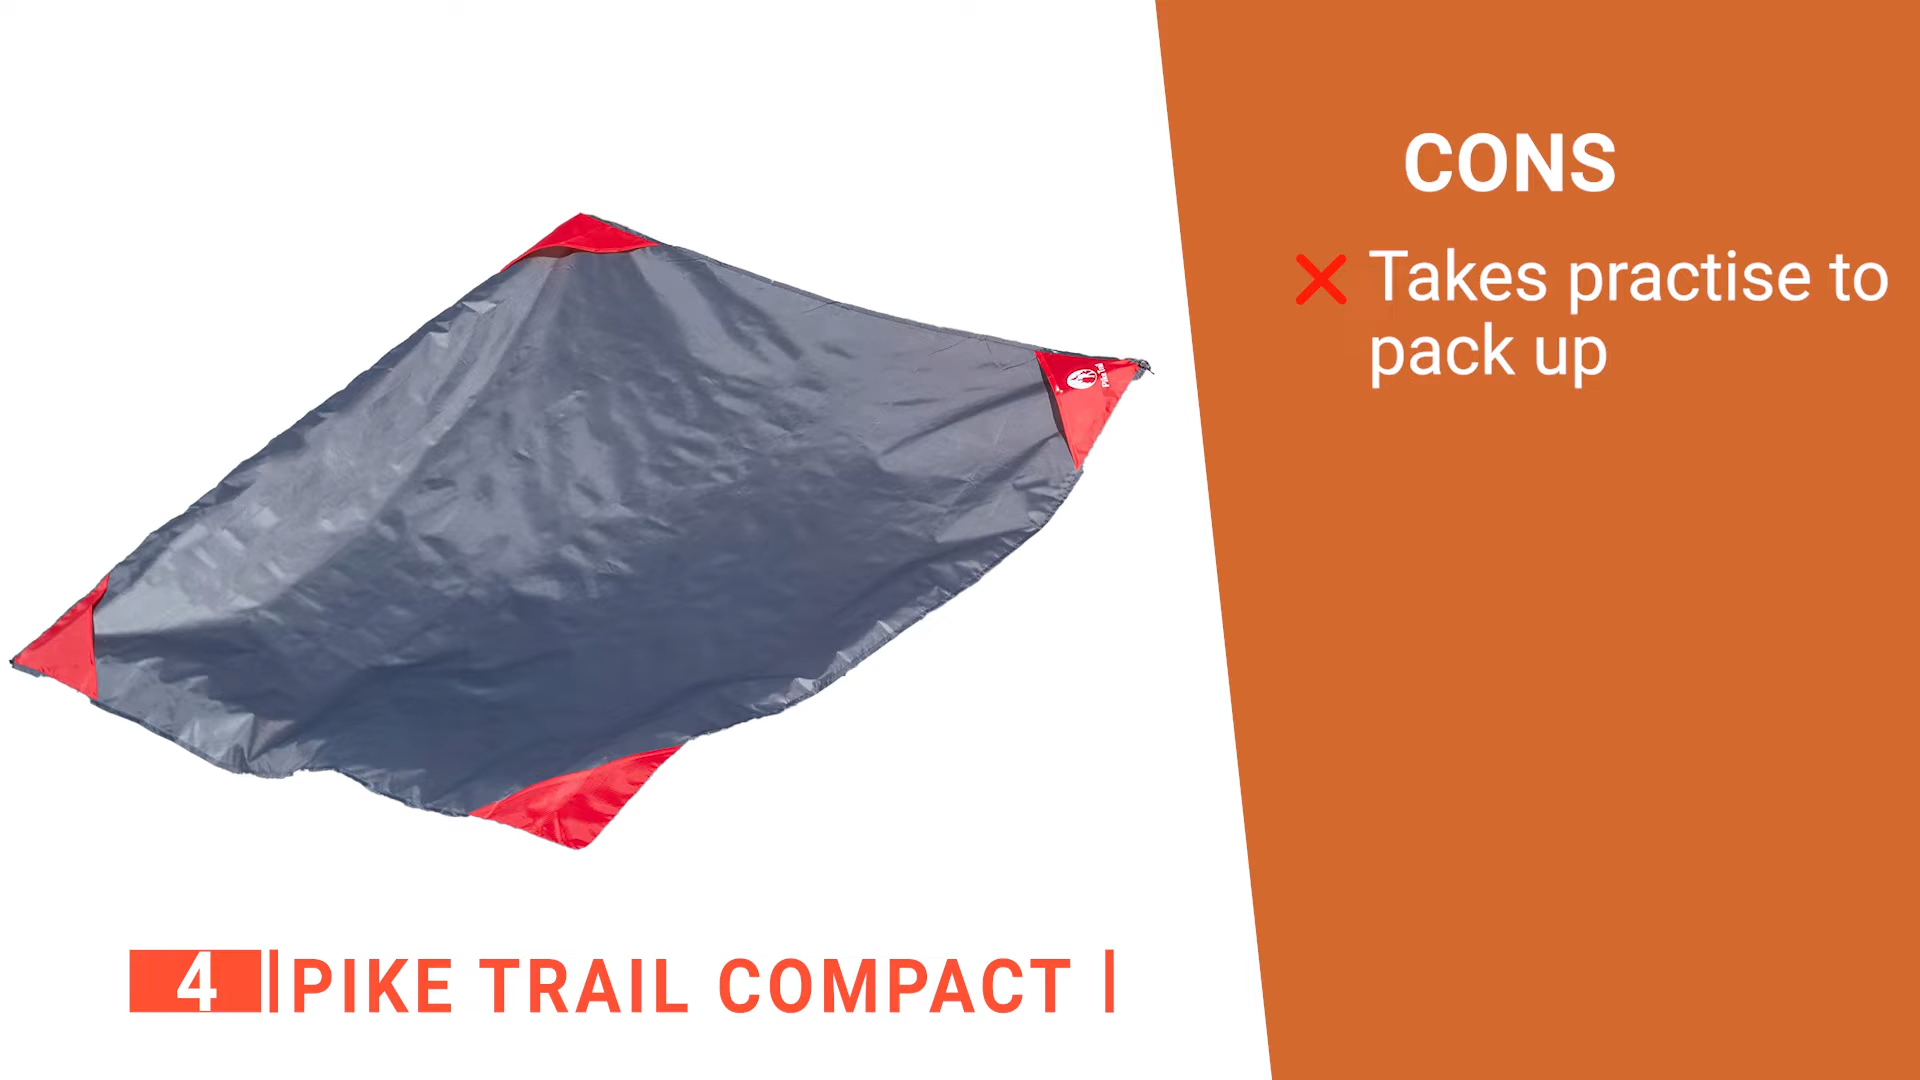 CONS
Takes practise to
pack up
4
PIKE TRAIL COMPACT